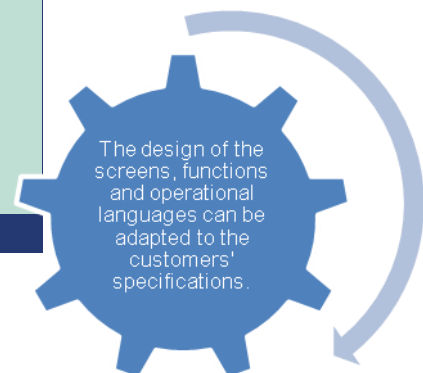 The design of the
screens, functions
and operational
languages can be
adapted to the
customers'
specifications.